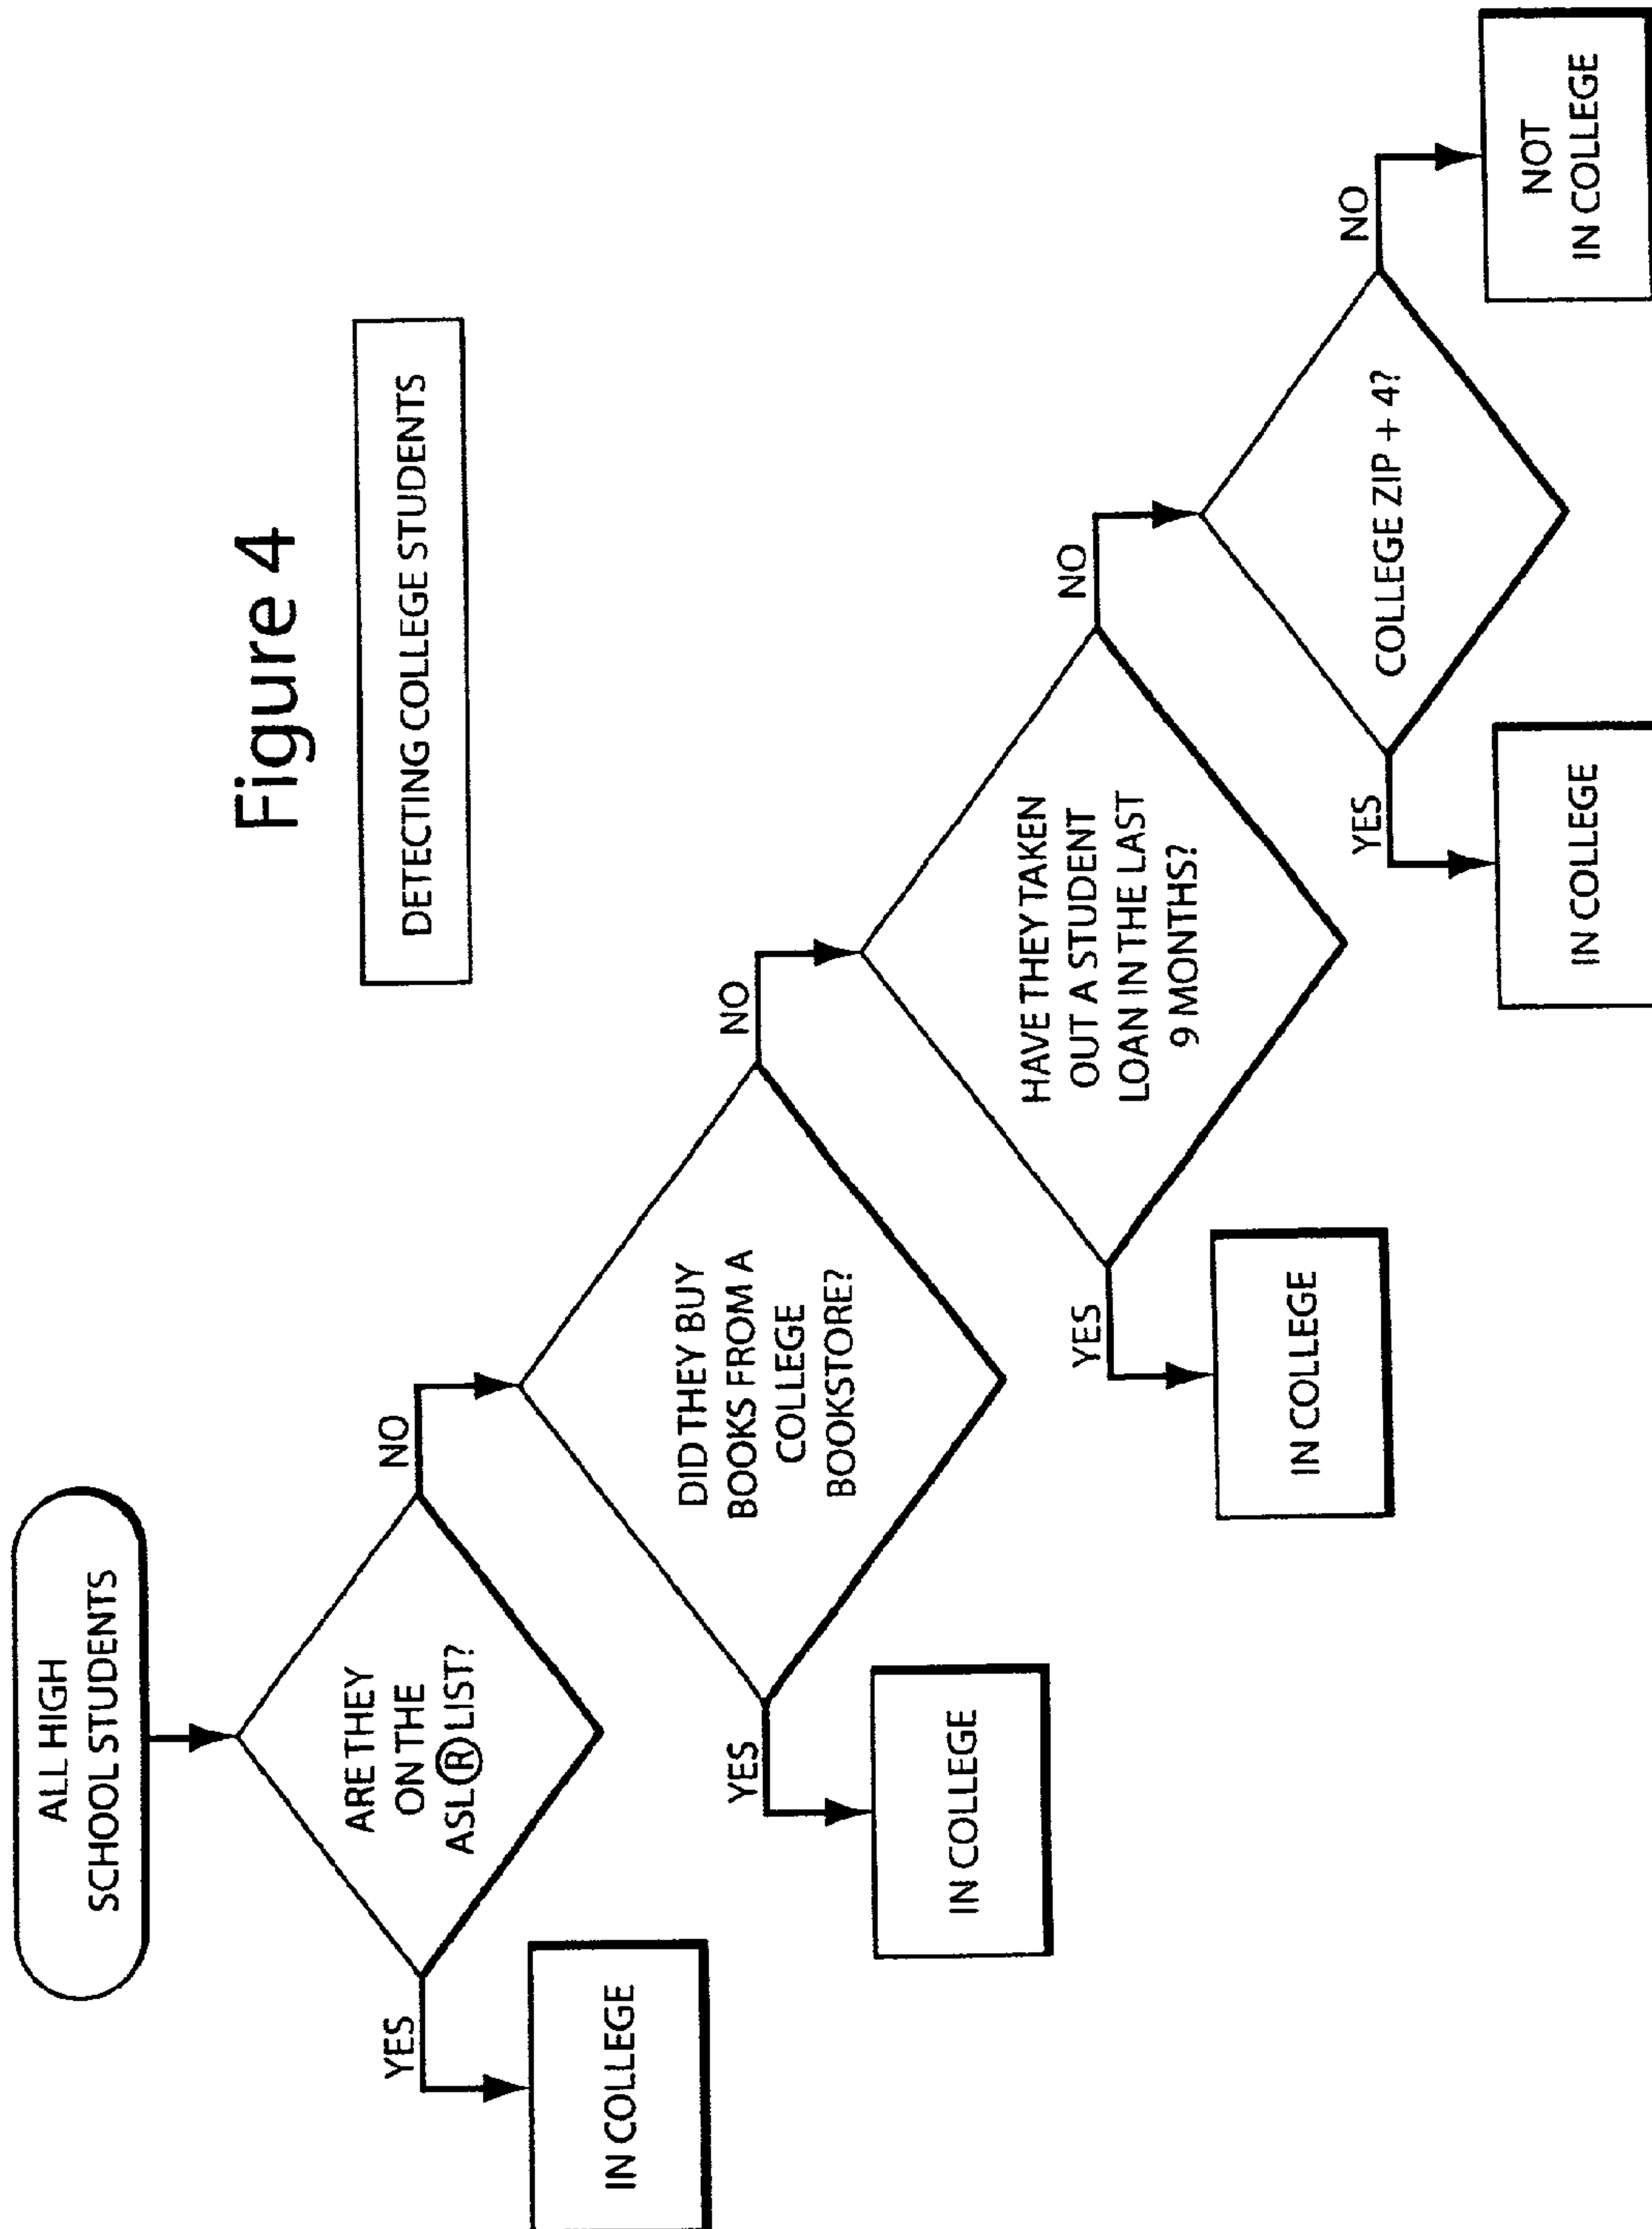 Figure 4
DETECTING COLLEGE STUDENTS
ALL HIGH
SCHOOL STUDENTS
ARE THEY
ON THE
ASL® LIST?
YES
NO
IN COLLEGE
DID THEY BUY
BOOKS FROM A
COLLEGE
BOOKSTORE?
YES
NO
IN COLLEGE
HAVE THEY TAKEN
OUT A STUDENT
LOAN IN THE LAST
9 MONTHS?
YES
NO
IN COLLEGE
COLLEGE ZIP + 4?
YES
NO
IN COLLEGE
NOT
IN COLLEGE